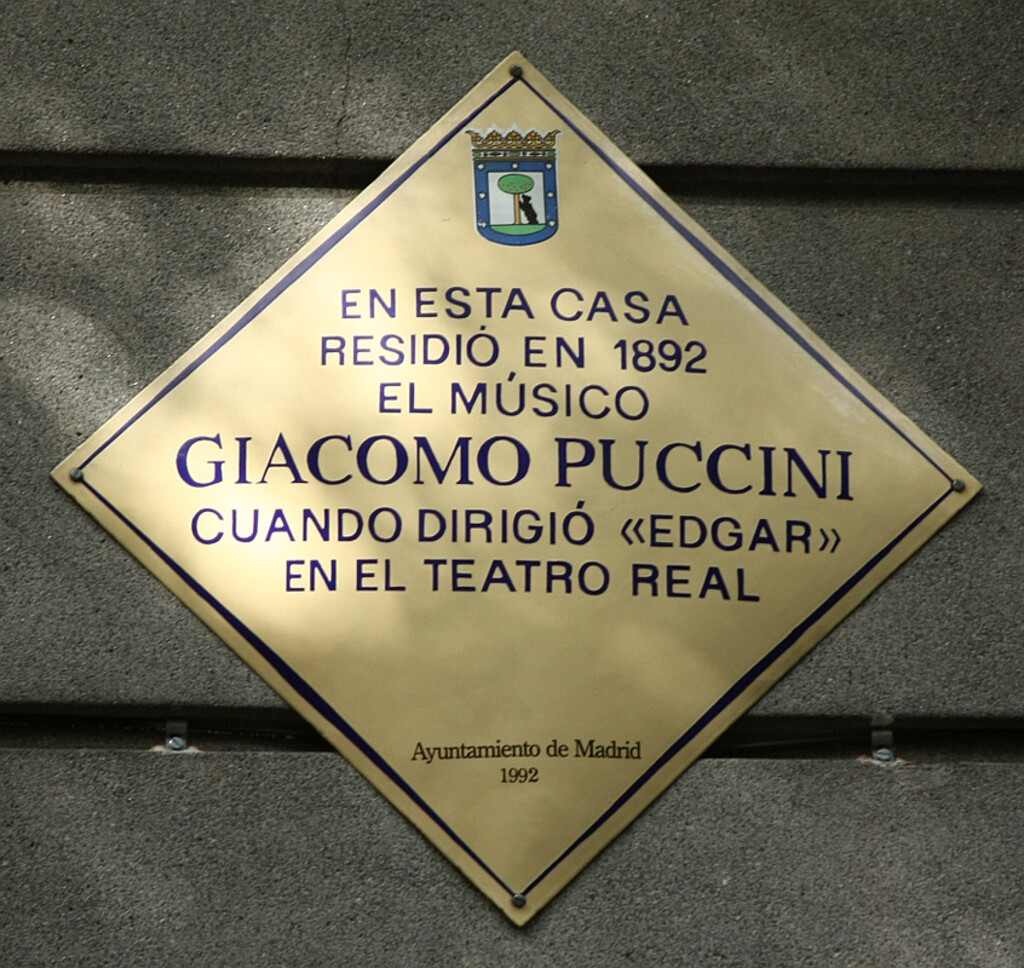 EN ESTA CASA
RESIDIÓ EN 1892
EL MÚSICO
GIACOMO PUCCINI
CUANDO DIRIGIÓ «EDGAR»
EN EL TEATRO REAL
Ayuntamiento de Madrid
1992